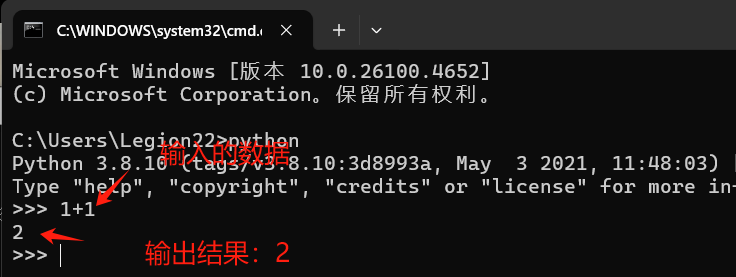 C:\WINDOWS\system32\cmd.
Microsoft Windows [版本 10.0.26100.4652]
(c) Microsoft Corporation。保留所有权利。
C:\Users\Legion22>python
输入的数据
Python 3.8.10 (tags/v3.8.10:3d8993a, May  3 2021, 11:48:03) [
Type "help", "copyright", "credits" or "license" for more in
>>> 1+1
2
输出结果：2
>>>